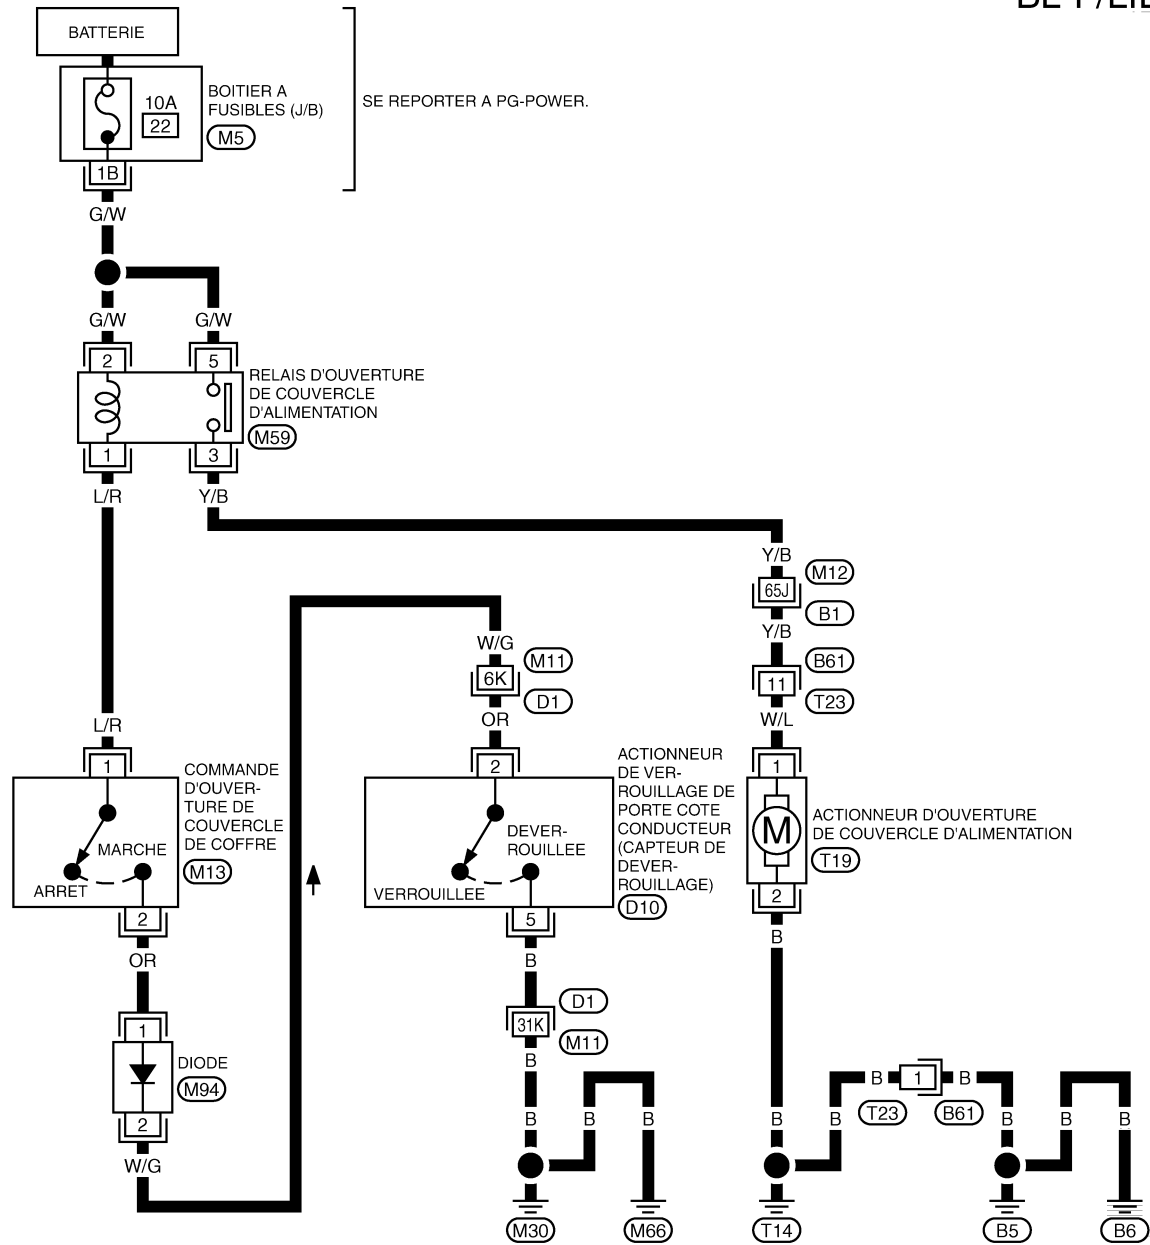 BATTERIE
10A
22
BOITIER A
FUSIBLES (J/B)
M5
SE REPORTER A PG-POWER.
1B
G/W
G/W
G/W
2
5
RELAIS D'OUVERTURE
DE COUVERCLE
D'ALIMENTATION
M59
1
3
L/R
Y/B
Y/B
M12
65J
B1
Y/B
W/G
M11
6K
D1
OR
B61
11
T23
W/L
L/R
1
COMMANDE
D'OUVER-
TURE DE
COUVERCLE
DE COFFRE
M13
MARCHE
ARRET
2
OR
2
ACTIONNEUR
DE VER-
ROUILLAGE DE
PORTE COTE
CONDUCTEUR
(CAPTEUR DE
DEVER-
ROUILLAGE)
D10
DEVER-
ROUILLEE
VERROUILLEE
5
B
1
M
ACTIONNEUR D'OUVERTURE
DE COUVERCLE D'ALIMENTATION
T19
2
B
D1
31K
M11
B
1
DIODE
M94
2
W/G
B
1
B
T23
B61
B
B
B
B
B
B
B
B
M30
M66
T14
B5
B6